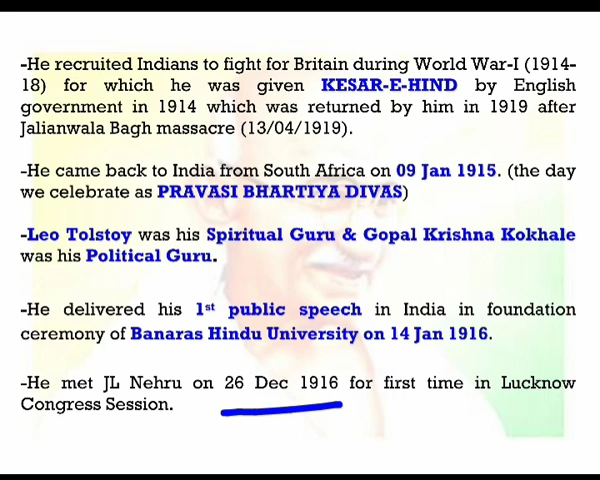 -He recruited Indians to fight for Britain during World War-I (1914-
18) for which he was given KESAR-E-HIND by English
government in 1914 which was returned by him in 1919 after
Jalianwala Bagh massacre (13/04/1919).
-He came back to India from South Africa on 09 Jan 1915. (the day
we celebrate as PRAVASI BHARTIYA DIVAS)
-Leo Tolstoy was his Spiritual Guru & Gopal Krishna Kokhale
was his Political Guru.
-He delivered his 1st public speech in India in foundation
ceremony of Banaras Hindu University on 14 Jan 1916.
-He met JL Nehru on 26 Dec 1916 for first time in Lucknow
Congress Session.